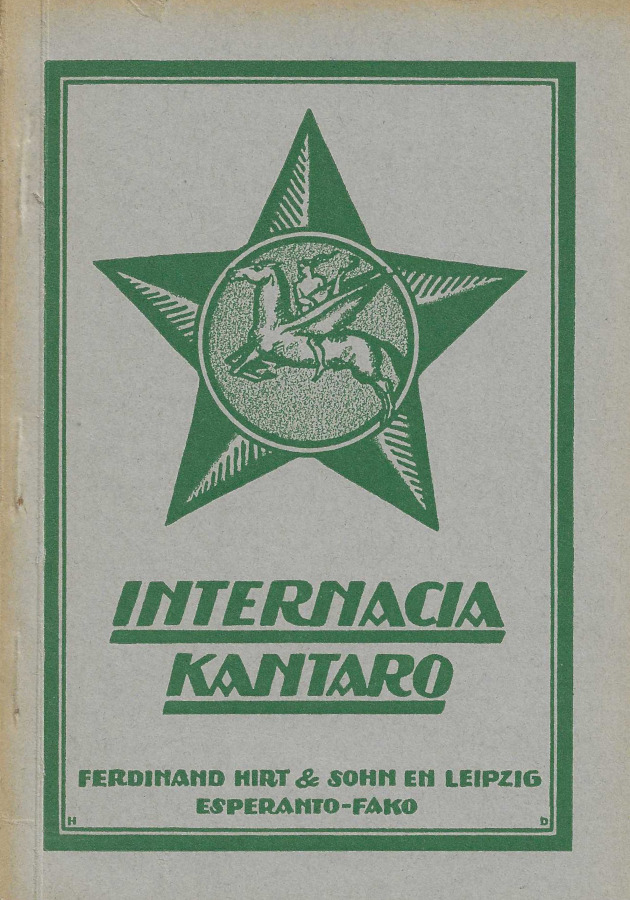 INTERNACIA
KANTARO
FERDINAND HIRT & SOHN EN LEIPZIG
ESPERANTO-FAKO
H D